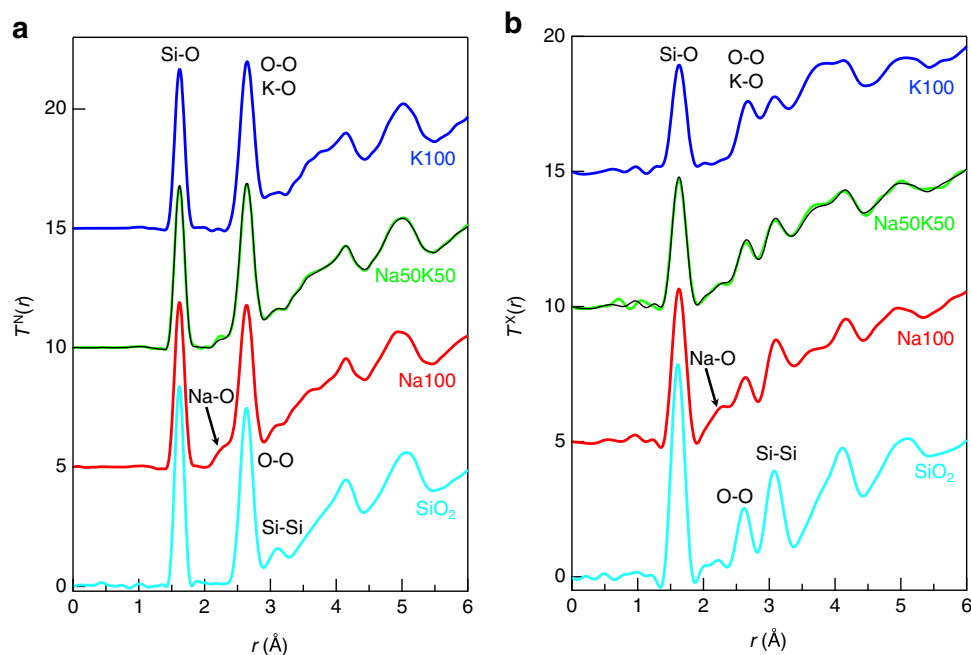 a
Si-O
O-O
K-O
K100
Na50K50
Na100
Na-O
O-O
Si-Si
SiO₂
20
15
10
5
0
0 1 2 3 4 5 6
Tᴺ(r)
r (Å)
b
Si-O
O-O
K-O
K100
Na50K50
Na100
Na-O
Si-Si
O-O
SiO₂
20
15
10
5
0
0 1 2 3 4 5 6
Tˣ(r)
r (Å)